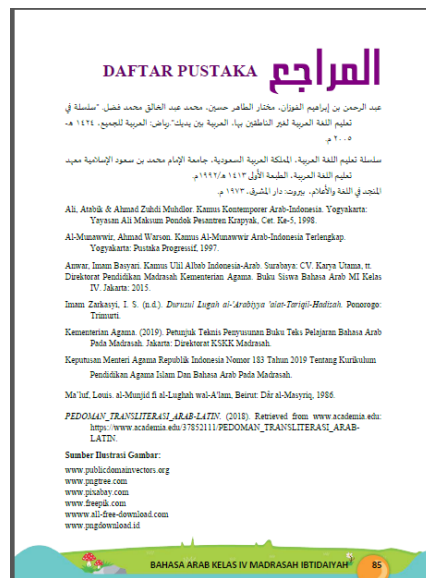 DAFTAR PUSTAKA المراجع
عبد الرحمن بن إبراهيم الفوزان، مختار الطاهر حسين، محمد عبد الخالق محمد فضل. "سلسلة في
تعليم اللغة العربية لغير الناطقين بها، العربية بين يديك". رياض: العربية للجميع، ١٤٢٤ هـ،
٢٠٠٥ م.
سلسلة تعليم اللغة العربية، المملكة العربية السعودية، جامعة الإمام محمد بن سعود الإسلامية معهد
تعليم اللغة العربية، الطبعة الأولى ١٤١٣ هـ/١٩٩٢م.
المنجد في اللغة والأعلام، بيروت: دار المشرق، ١٩٧٣ م.
Ali, Atabik & Ahmad Zuhdi Muhdlor. Kamus Kontemporer Arab-Indonesia. Yogyakarta:
Yayasan Ali Maksum Pondok Pesantren Krapyak, Cet. Ke-5, 1998.
Al-Munawwir, Ahmad Warson. Kamus Al-Munawwir Arab-Indonesia Terlengkap.
Yogyakarta: Pustaka Progressif, 1997.
Anwar, Imam Basyari. Kamus Ulil Albab Indonesia-Arab. Surabaya: CV. Karya Utama, tt.
Direktorat Pendidikan Madrasah Kementerian Agama. Buku Siswa Bahasa Arab MI Kelas
IV. Jakarta: 2015.
Imam Zarkasyi, I. S. (n.d.). Durusul Lugah al-'Arabiyya 'alat-Tariqil-Hadisah. Ponorogo:
Trimurti.
Kementerian Agama. (2019). Petunjuk Teknis Penyusunan Buku Teks Pelajaran Bahasa Arab
Pada Madrasah. Jakarta: Direktorat KSKK Madrasah.
Keputusan Menteri Agama Republik Indonesia Nomor 183 Tahun 2019 Tentang Kurikulum
Pendidikan Agama Islam Dan Bahasa Arab Pada Madrasah.
Ma'luf, Louis. al-Munjid fi al-Lughah wal-A'lam, Beirut: Dâr al-Masyriq, 1986.
PEDOMAN_TRANSLITERASI_ARAB-LATIN. (2018). Retrieved from www.academia.edu:
https://www.academia.edu/37852111/PEDOMAN_TRANSLITERASI_ARAB-
LATIN.
Sumber Ilustrasi Gambar:
www.publicdomainvectors.org
www.pngtree.com
www.pixabay.com
www.freepik.com
wwww.all-free-download.com
www.pngdownload.id
BAHASA ARAB KELAS IV MADRASAH IBTIDAIYAH 85